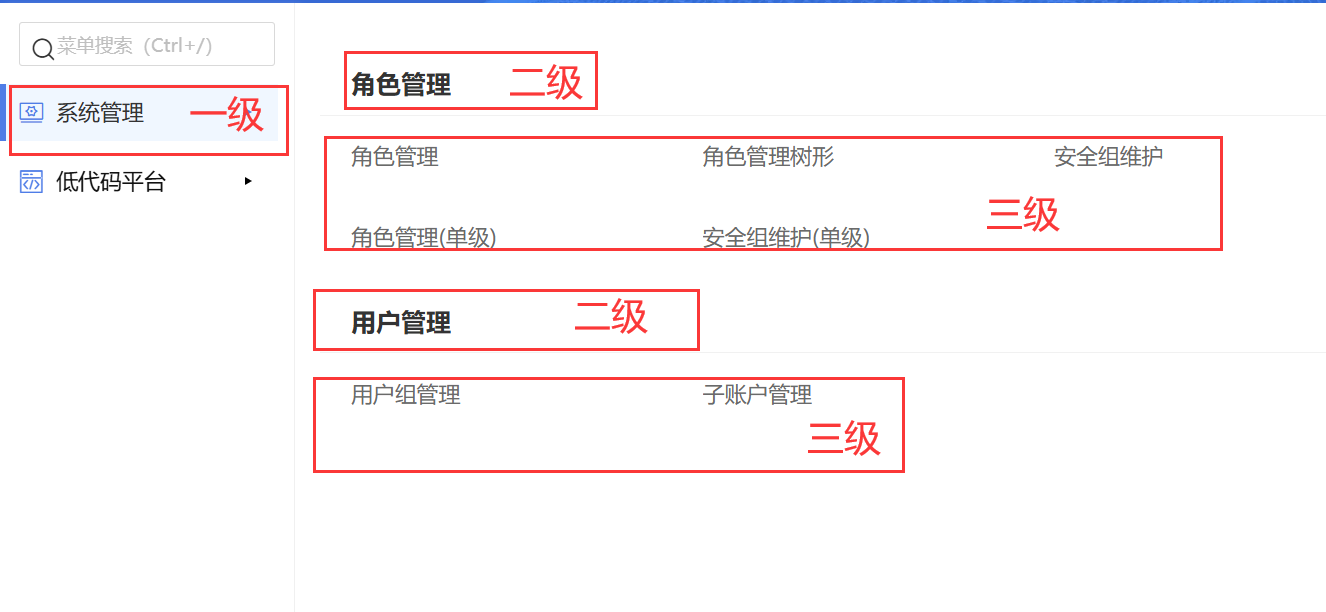 菜单搜索（Ctrl+/)
系统管理 一级
低代码平台
角色管理 二级
角色管理 角色管理树形 安全组维护
三级
角色管理(单级) 安全组维护(单级)
用户管理 二级
用户组管理 子账户管理
三级